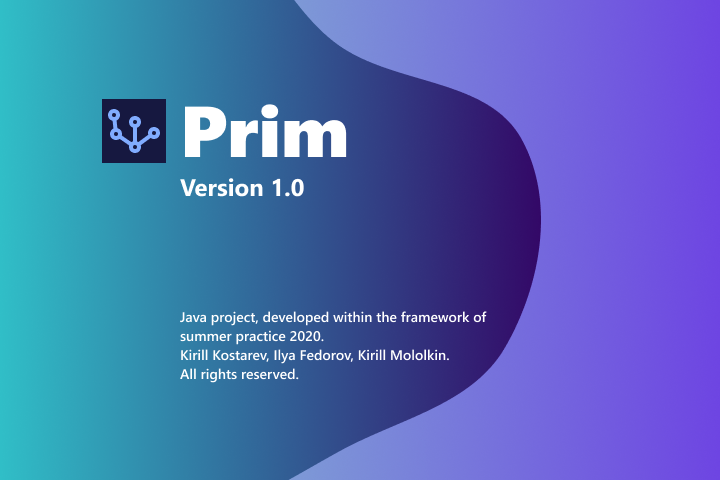 Prim
Version 1.0
Java project, developed within the framework of
summer practice 2020.
Kirill Kostarev, Ilya Fedorov, Kirill Mololkin.
All rights reserved.